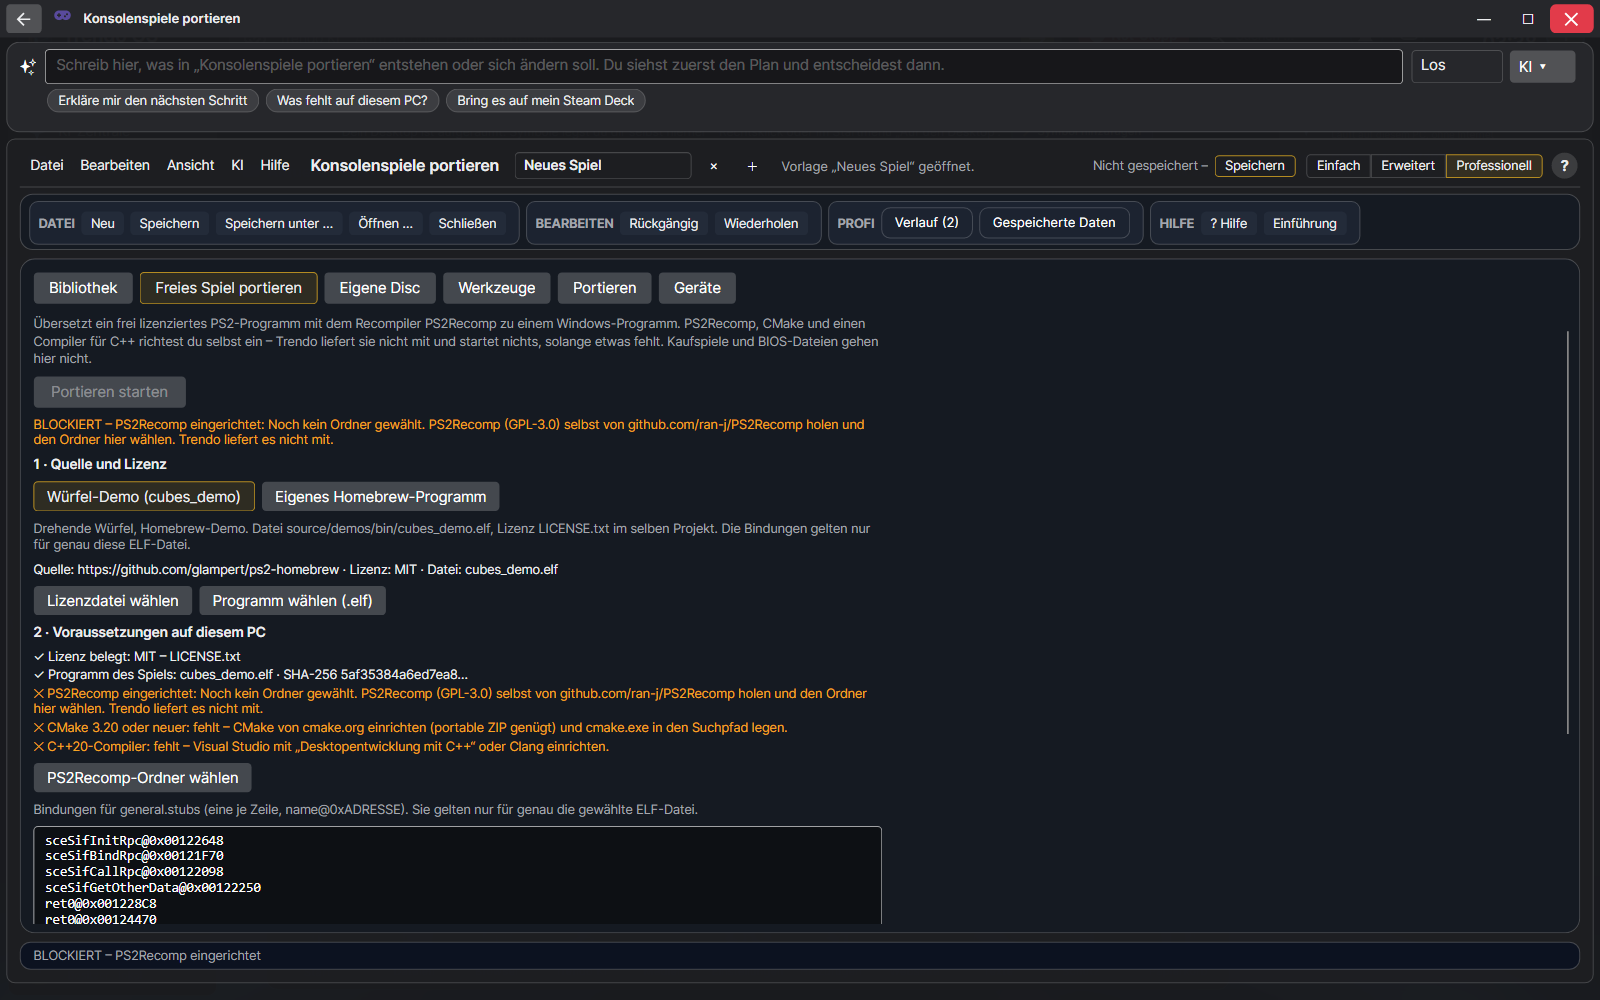 Konsolenspiele portieren
Schreib hier, was in „Konsolenspiele portieren“ entstehen oder sich ändern soll. Du siehst zuerst den Plan und entscheidest dann.
Los
KI ▾
Erkläre mir den nächsten Schritt
Was fehlt auf diesem PC?
Bring es auf mein Steam Deck
Datei Bearbeiten Ansicht KI Hilfe Konsolenspiele portieren Neues Spiel × + Vorlage „Neues Spiel“ geöffnet. Nicht gespeichert – Speichern Einfach Erweitert Professionell ?
DATEI Neu Speichern Speichern unter ... Öffnen ... Schließen BEARBEITEN Rückgängig Wiederholen PROFI Verlauf (2) Gespeicherte Daten HILFE ? Hilfe Einführung
Bibliothek Freies Spiel portieren Eigene Disc Werkzeuge Portieren Geräte
Übersetzt ein frei lizenziertes PS2-Programm mit dem Recompiler PS2Recomp zu einem Windows-Programm. PS2Recomp, CMake und einen
Compiler für C++ richtest du selbst ein – Trendo liefert sie nicht mit und startet nichts, solange etwas fehlt. Kaufspiele und BIOS-Dateien gehen
hier nicht.
Portieren starten
BLOCKIERT – PS2Recomp eingerichtet: Noch kein Ordner gewählt. PS2Recomp (GPL-3.0) selbst von github.com/ran-j/PS2Recomp holen und
den Ordner hier wählen. Trendo liefert es nicht mit.
1 · Quelle und Lizenz
Würfel-Demo (cubes_demo) Eigenes Homebrew-Programm
Drehende Würfel, Homebrew-Demo. Datei source/demos/bin/cubes_demo.elf, Lizenz LICENSE.txt im selben Projekt. Die Bindungen gelten nur
für genau diese ELF-Datei.
Quelle: https://github.com/glampert/ps2-homebrew · Lizenz: MIT · Datei: cubes_demo.elf
Lizenzdatei wählen Programm wählen (.elf)
2 · Voraussetzungen auf diesem PC
✓ Lizenz belegt: MIT – LICENSE.txt
✓ Programm des Spiels: cubes_demo.elf · SHA-256 5af35384a6ed7ea8...
✕ PS2Recomp eingerichtet: Noch kein Ordner gewählt. PS2Recomp (GPL-3.0) selbst von github.com/ran-j/PS2Recomp holen und den Ordner
hier wählen. Trendo liefert es nicht mit.
✕ CMake 3.20 oder neuer: fehlt – CMake von cmake.org einrichten (portable ZIP genügt) und cmake.exe in den Suchpfad legen.
✕ C++20-Compiler: fehlt – Visual Studio mit „Desktopentwicklung mit C++“ oder Clang einrichten.
PS2Recomp-Ordner wählen
Bindungen für general.stubs (eine je Zeile, name@0xADRESSE). Sie gelten nur für genau die gewählte ELF-Datei.
sceSifInitRpc@0x00122648
sceSifBindRpc@0x00121F70
sceSifCallRpc@0x00122098
sceSifGetOtherData@0x00122250
ret0@0x001228C8
ret0@0x00124470
BLOCKIERT – PS2Recomp eingerichtet